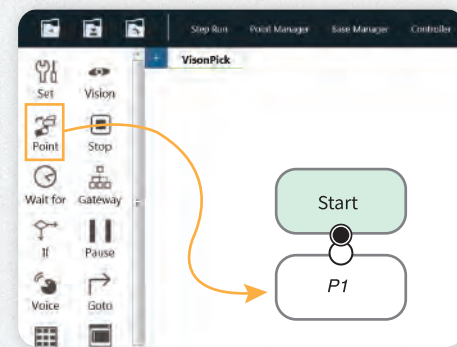 Step Run Point Manager Base Manager Controller
+ VisonPick
Set Vision
Point Stop
Wait for Gateway
If Pause
Voice Goto
Start
P1